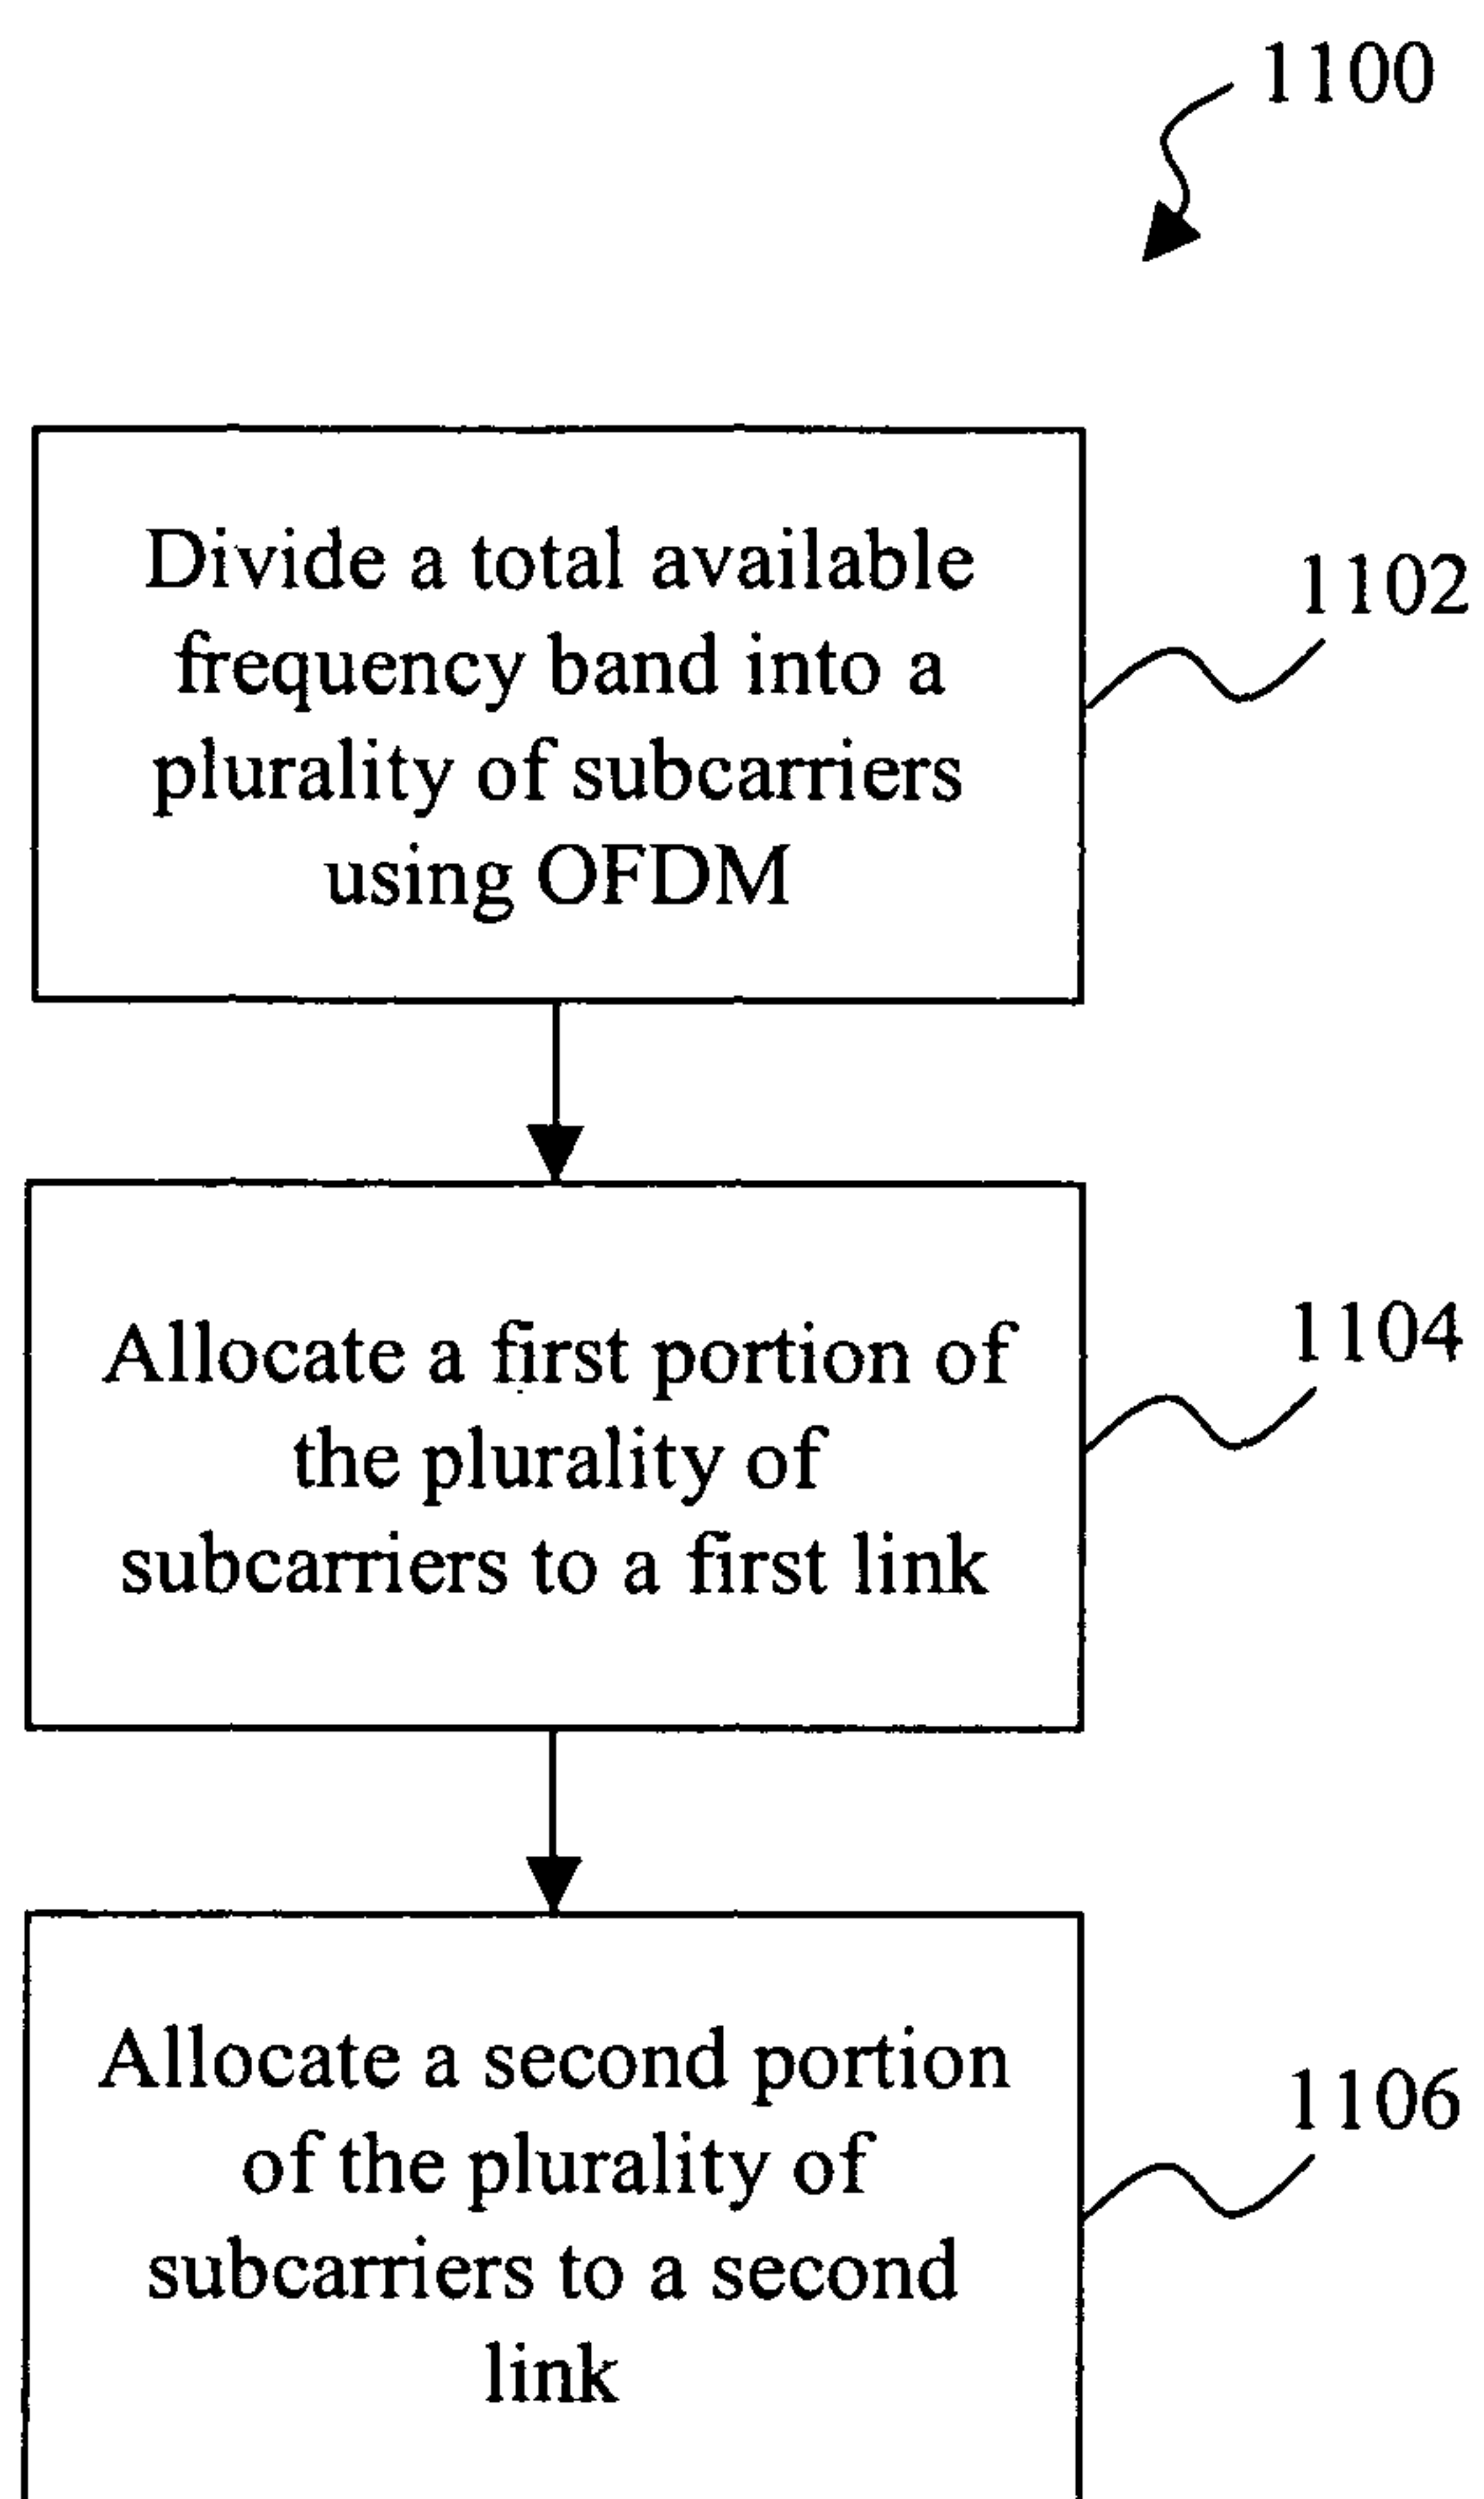 1100
Divide a total available
frequency band into a
plurality of subcarriers
using OFDM
1102
Allocate a first portion of
the plurality of
subcarriers to a first link
1104
Allocate a second portion
of the plurality of
subcarriers to a second
link
1106